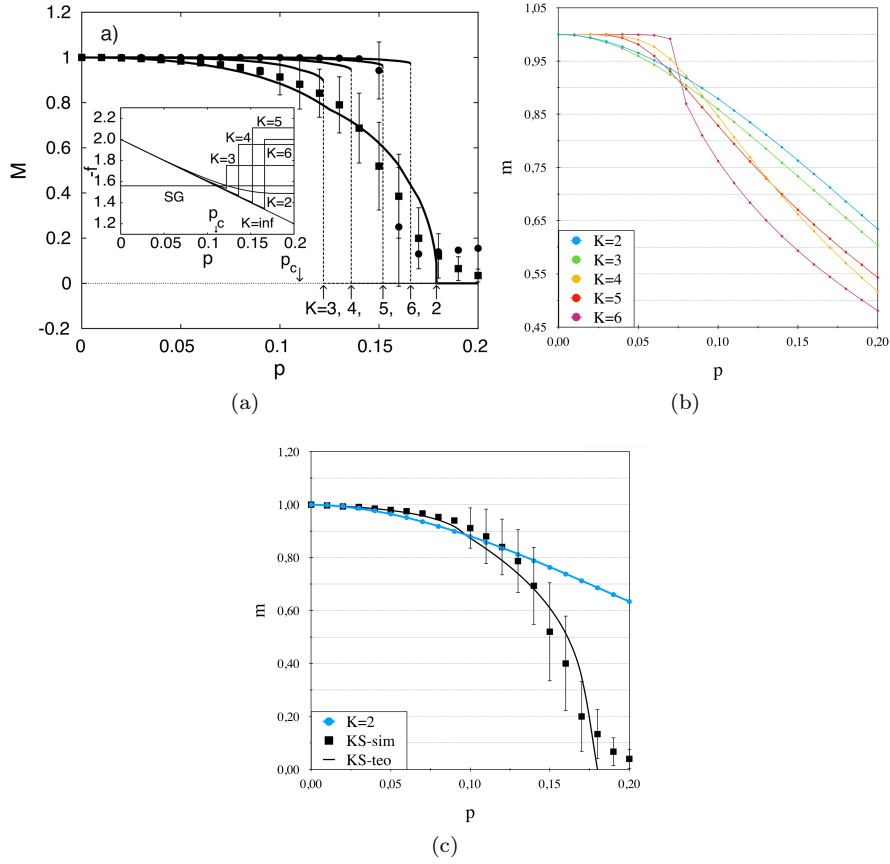 a)
M
1.2
1
0.8
0.6
0.4
0.2
0
-0.2
0
0.05
0.1
0.15
0.2
p
K=3, 4, 5, 6, 2
p_c
-f
2.2
2.0
1.8
1.6
1.4
1.2
K=5
K=4
K=6
K=3
K=2
SG
K=inf
p_c
0
0.05
0.1
0.15
0.2
p
(a)
m
1,05
0,95
0,85
0,75
0,65
0,55
0,45
K=2
K=3
K=4
K=5
K=6
0,00
0,05
0,10
0,15
0,20
p
(b)
m
1,20
1,00
0,80
0,60
0,40
0,20
0,00
K=2
KS-sim
KS-teo
0,00
0,05
0,10
0,15
0,20
p
(c)